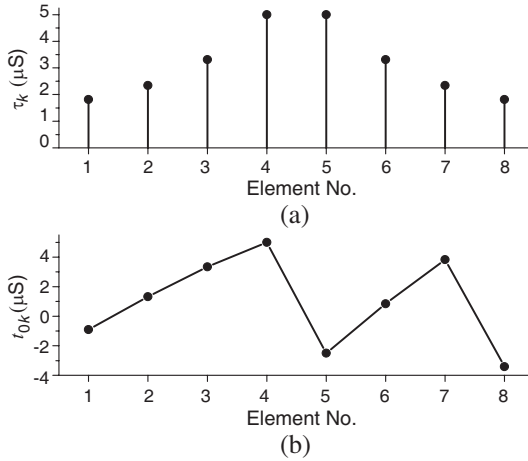 5
4
3
2
1
0
τk (μS)
1 2 3 4 5 6 7 8
Element No.
(a)
4
2
0
-2
-4
t0k(μS)
1 2 3 4 5 6 7 8
Element No.
(b)